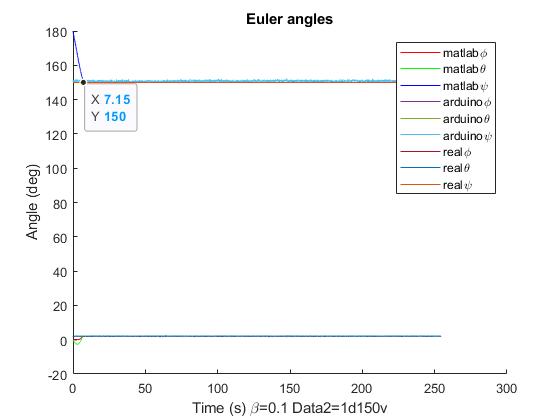 Euler angles
180
160
140
120
100
80
60
40
20
0
-20
Angle (deg)
X 7.15
Y 150
matlab ϕ
matlab θ
matlab ψ
arduino ϕ
arduino θ
arduino ψ
real ϕ
real θ
real ψ
0 50 100 150 200 250 300
Time (s) β=0.1 Data2=1d150v